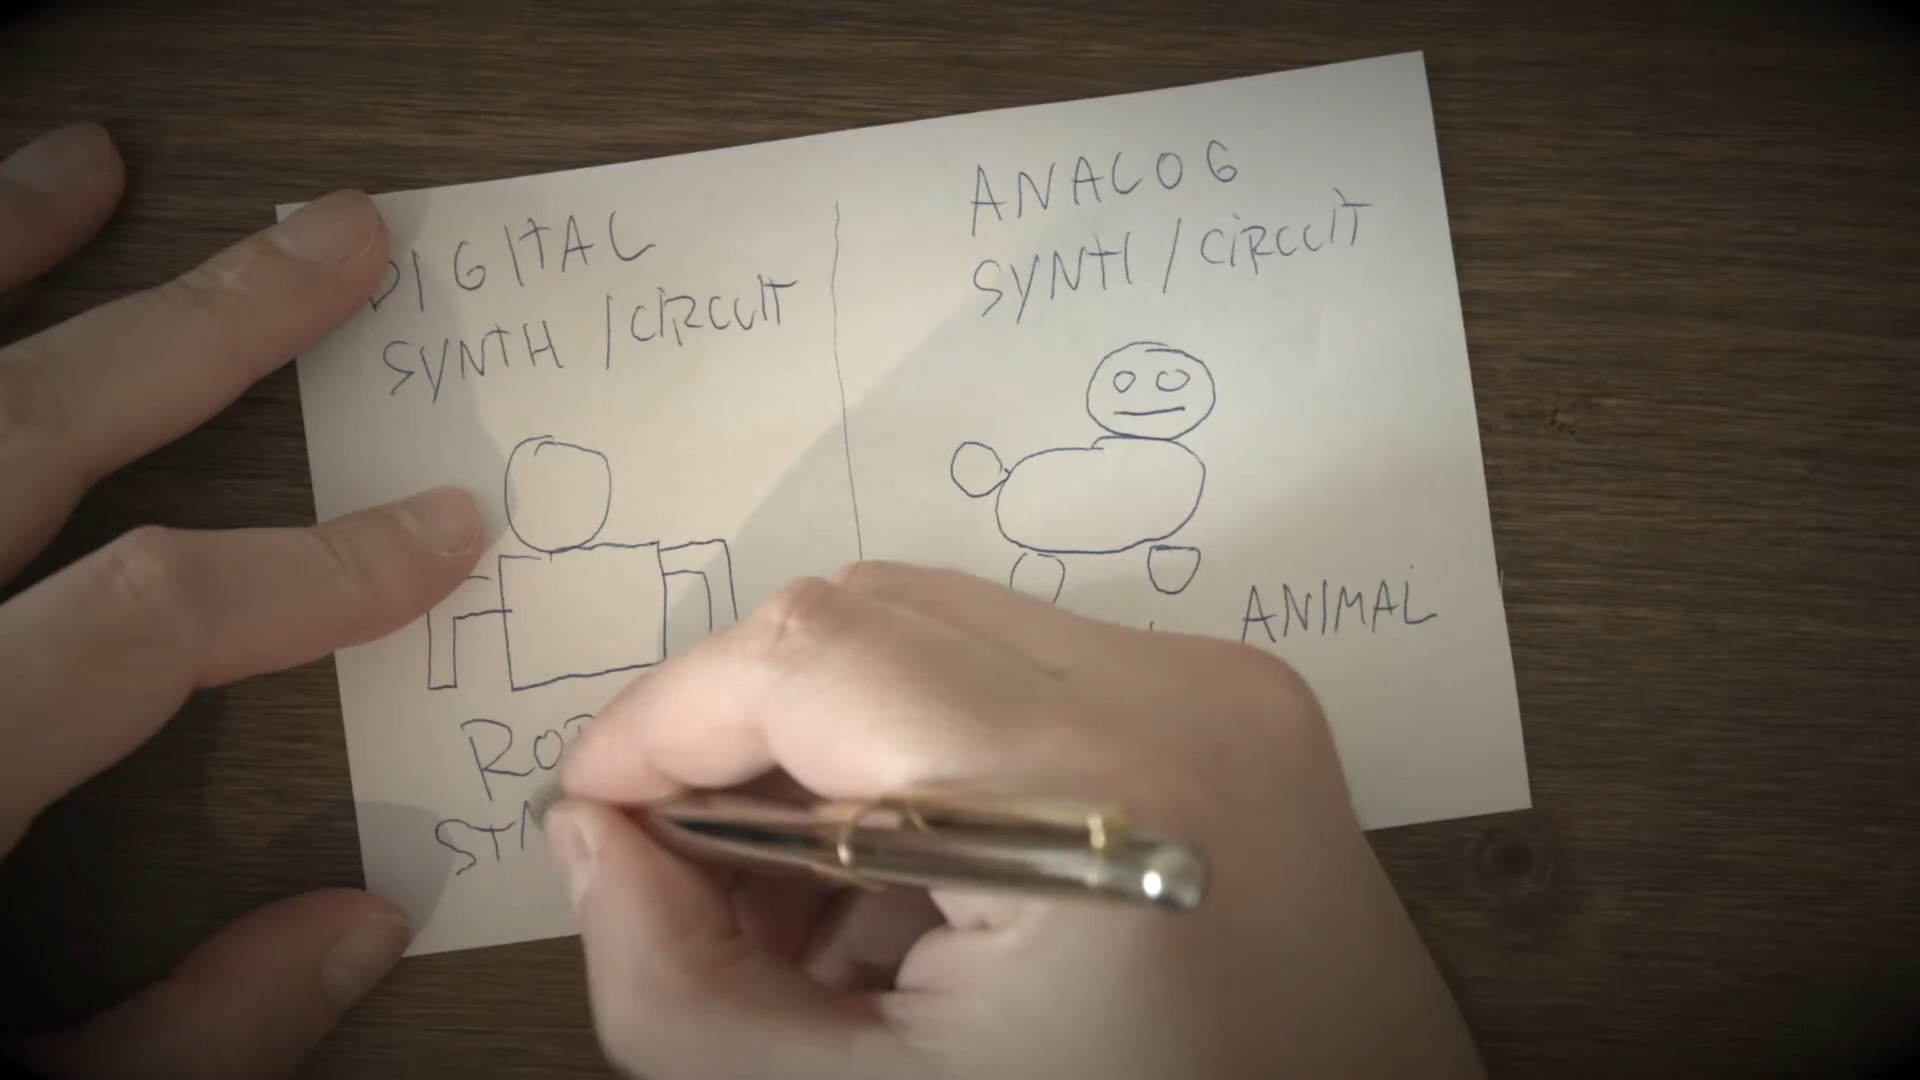 DIGITAL
SYNTH / CIRCUIT
ANALOG
SYNTH / CIRCUIT
ANIMAL